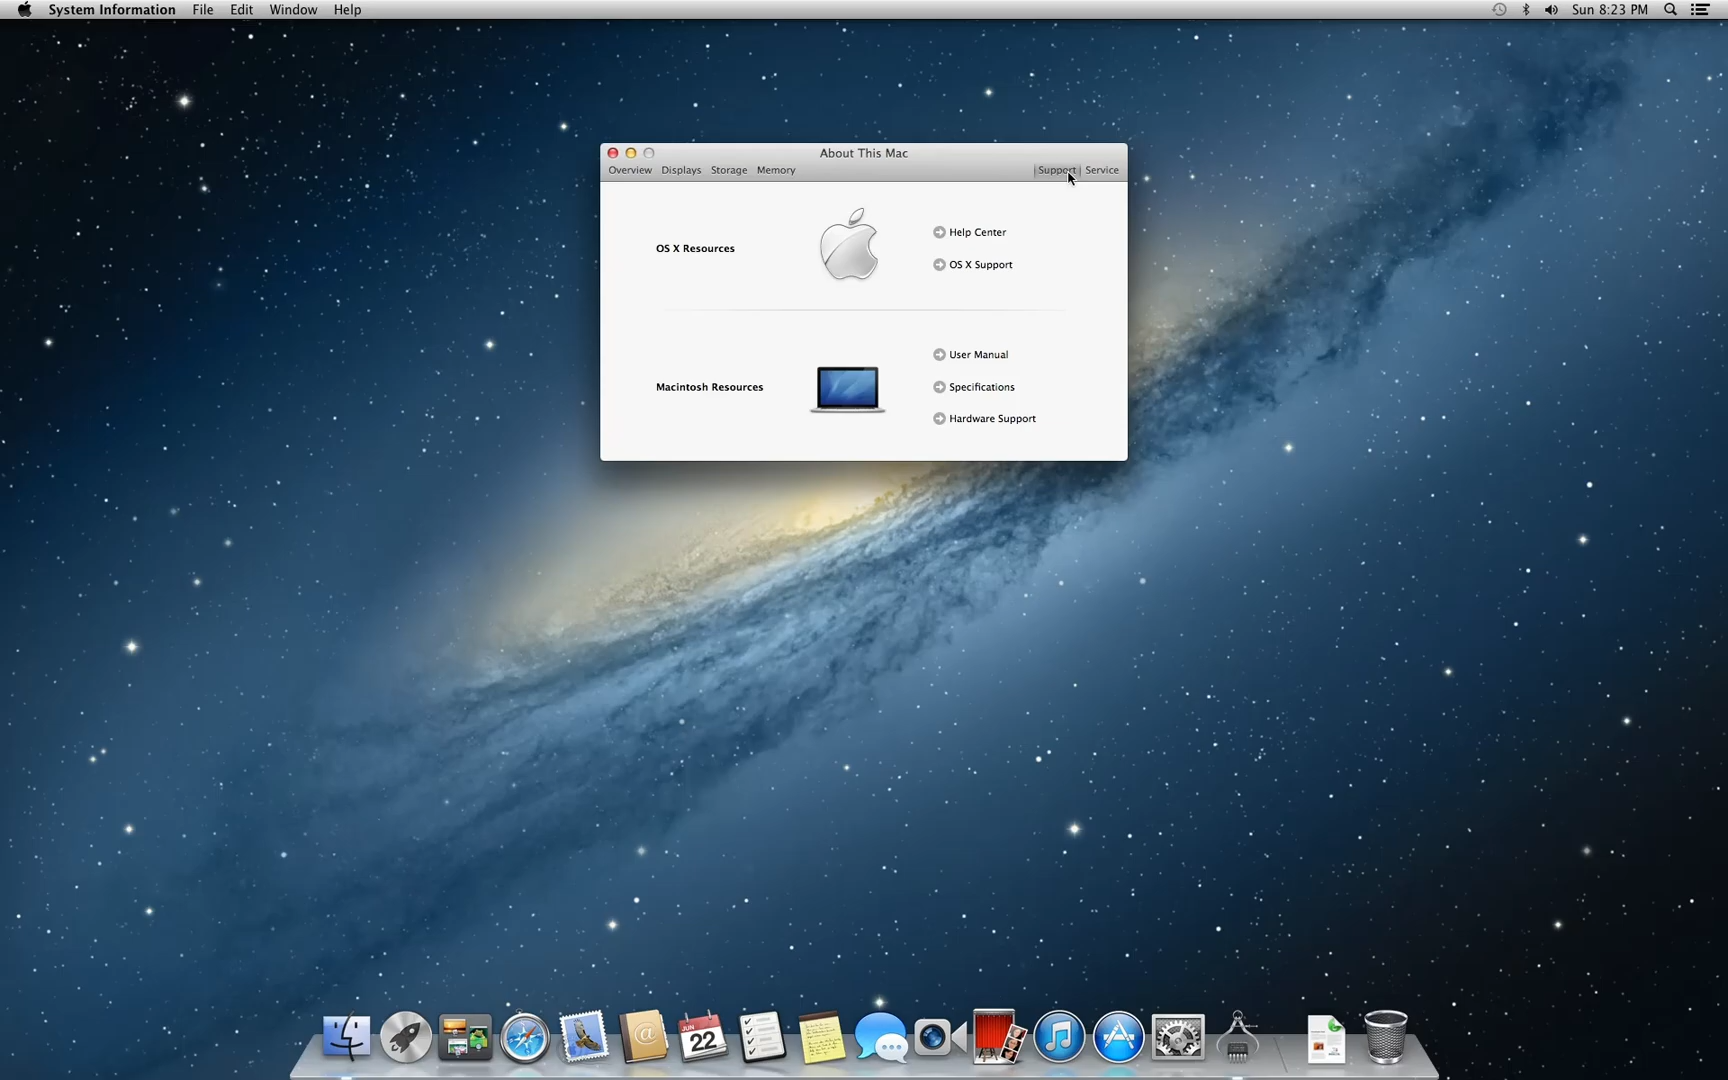 System Information File Edit Window Help Sun 8:23 PM
About This Mac
Overview Displays Storage Memory Support Service
OS X Resources
Help Center
OS X Support
Macintosh Resources
User Manual
Specifications
Hardware Support
JUN
22